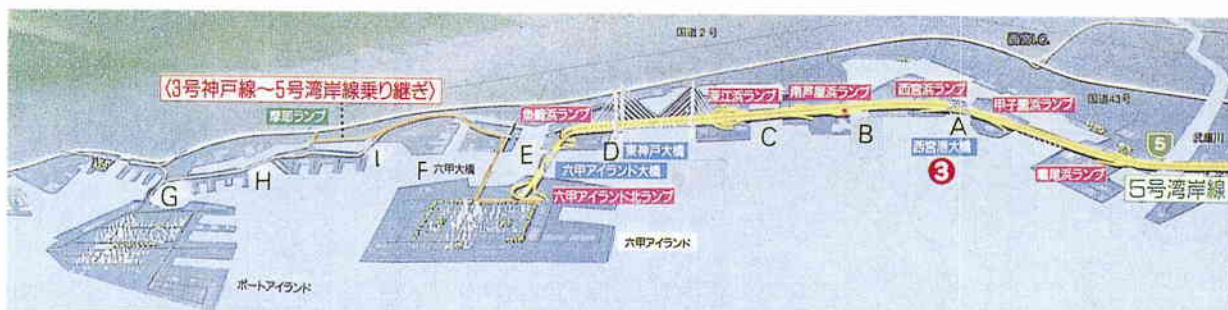 国道2号
西宮I.C.
〈3号神戸線〜5号湾岸線乗り継ぎ〉
摩耶ランプ
魚崎浜ランプ
深江浜ランプ
南芦屋浜ランプ
西宮浜ランプ
甲子園浜ランプ
国道43号
武庫川
5
I
F
六甲大橋
E
D
東神戸大橋
C
B
A
西宮港大橋
3
鳴尾浜ランプ
5号湾岸線
G
H
六甲アイランド大橋
六甲アイランド北ランプ
六甲アイランド
ポートアイランド